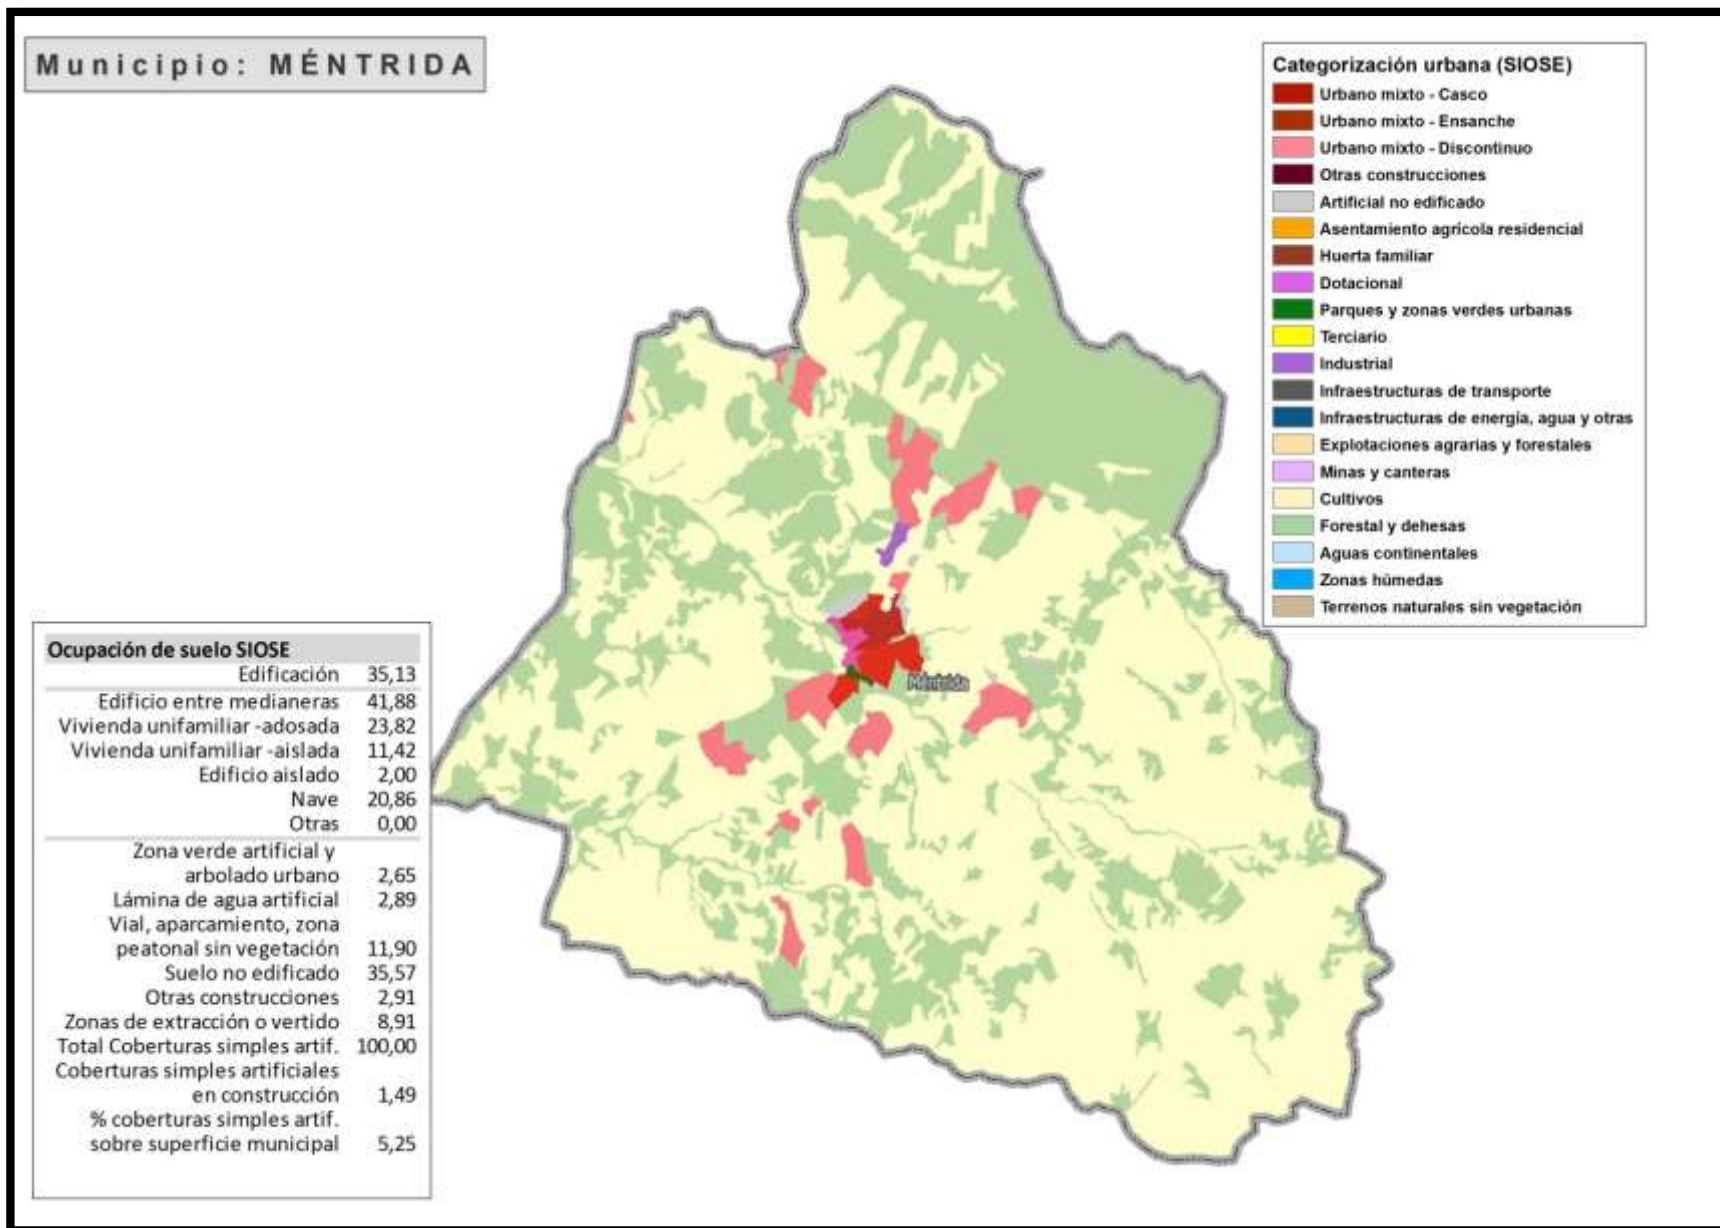 Municipio: MÉNTRIDA
Categorización urbana (SIOSE)
Urbano mixto - Casco
Urbano mixto - Ensanche
Urbano mixto - Discontinuo
Otras construcciones
Artificial no edificado
Asentamiento agrícola residencial
Huerta familiar
Dotacional
Parques y zonas verdes urbanas
Terciario
Industrial
Infraestructuras de transporte
Infraestructuras de energía, agua y otras
Explotaciones agrarias y forestales
Minas y canteras
Cultivos
Forestal y dehesas
Aguas continentales
Zonas húmedas
Terrenos naturales sin vegetación
Méntrida
Ocupación de suelo SIOSE
Edificación 35,13
Edificio entre medianeras 41,88
Vivienda unifamiliar -adosada 23,82
Vivienda unifamiliar -aislada 11,42
Edificio aislado 2,00
Nave 20,86
Otras 0,00
Zona verde artificial y
arbolado urbano 2,65
Lámina de agua artificial 2,89
Vial, aparcamiento, zona
peatonal sin vegetación 11,90
Suelo no edificado 35,57
Otras construcciones 2,91
Zonas de extracción o vertido 8,91
Total Coberturas simples artif. 100,00
Coberturas simples artificiales
en construcción 1,49
% coberturas simples artif.
sobre superficie municipal 5,25